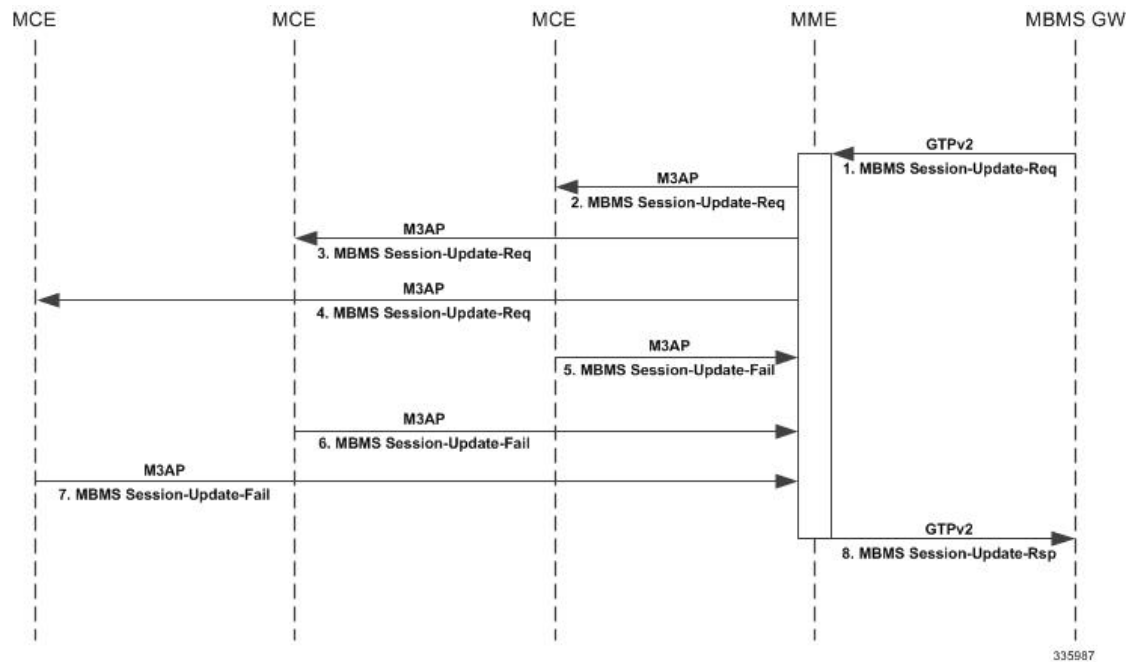 MCE MCE MCE MME MBMS GW
GTPv2
1. MBMS Session-Update-Req
M3AP
2. MBMS Session-Update-Req
M3AP
3. MBMS Session-Update-Req
M3AP
4. MBMS Session-Update-Req
M3AP
5. MBMS Session-Update-Fail
M3AP
6. MBMS Session-Update-Fail
M3AP
7. MBMS Session-Update-Fail
GTPv2
8. MBMS Session-Update-Rsp
335987